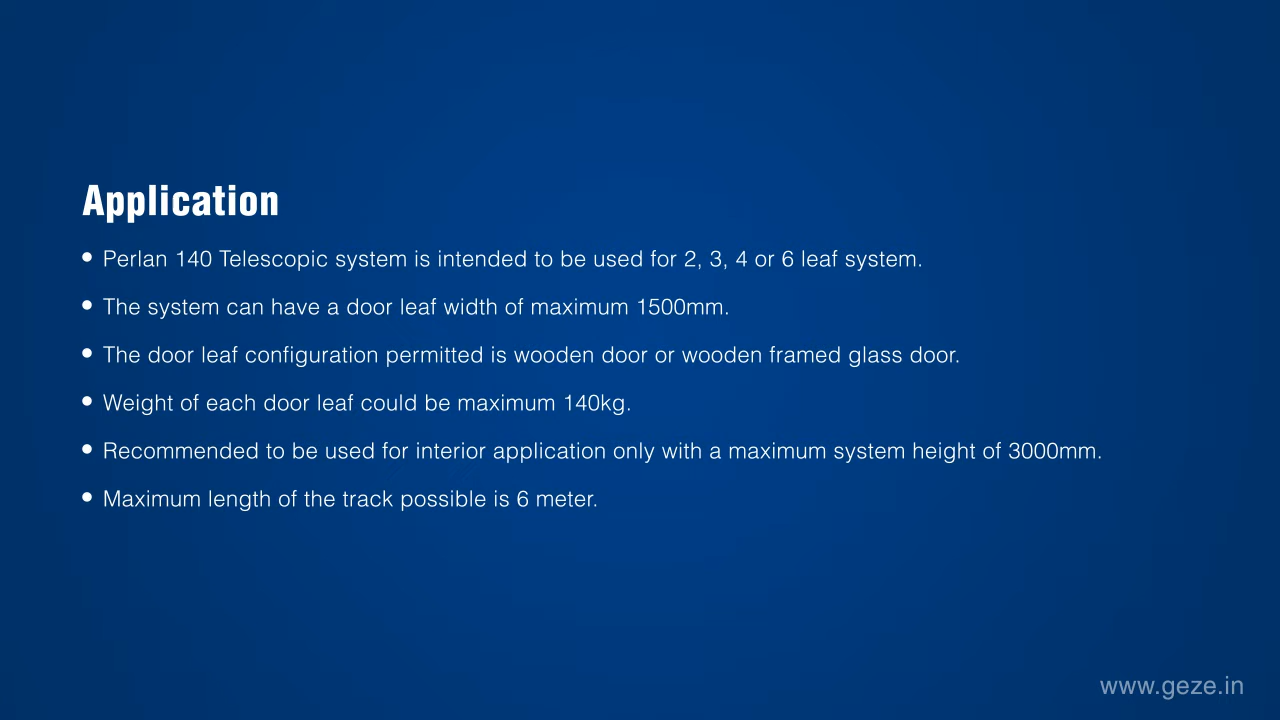 Application
• Perlan 140 Telescopic system is intended to be used for 2, 3, 4 or 6 leaf system.
• The system can have a door leaf width of maximum 1500mm.
• The door leaf configuration permitted is wooden door or wooden framed glass door.
• Weight of each door leaf could be maximum 140kg.
• Recommended to be used for interior application only with a maximum system height of 3000mm.
• Maximum length of the track possible is 6 meter.
www.geze.in